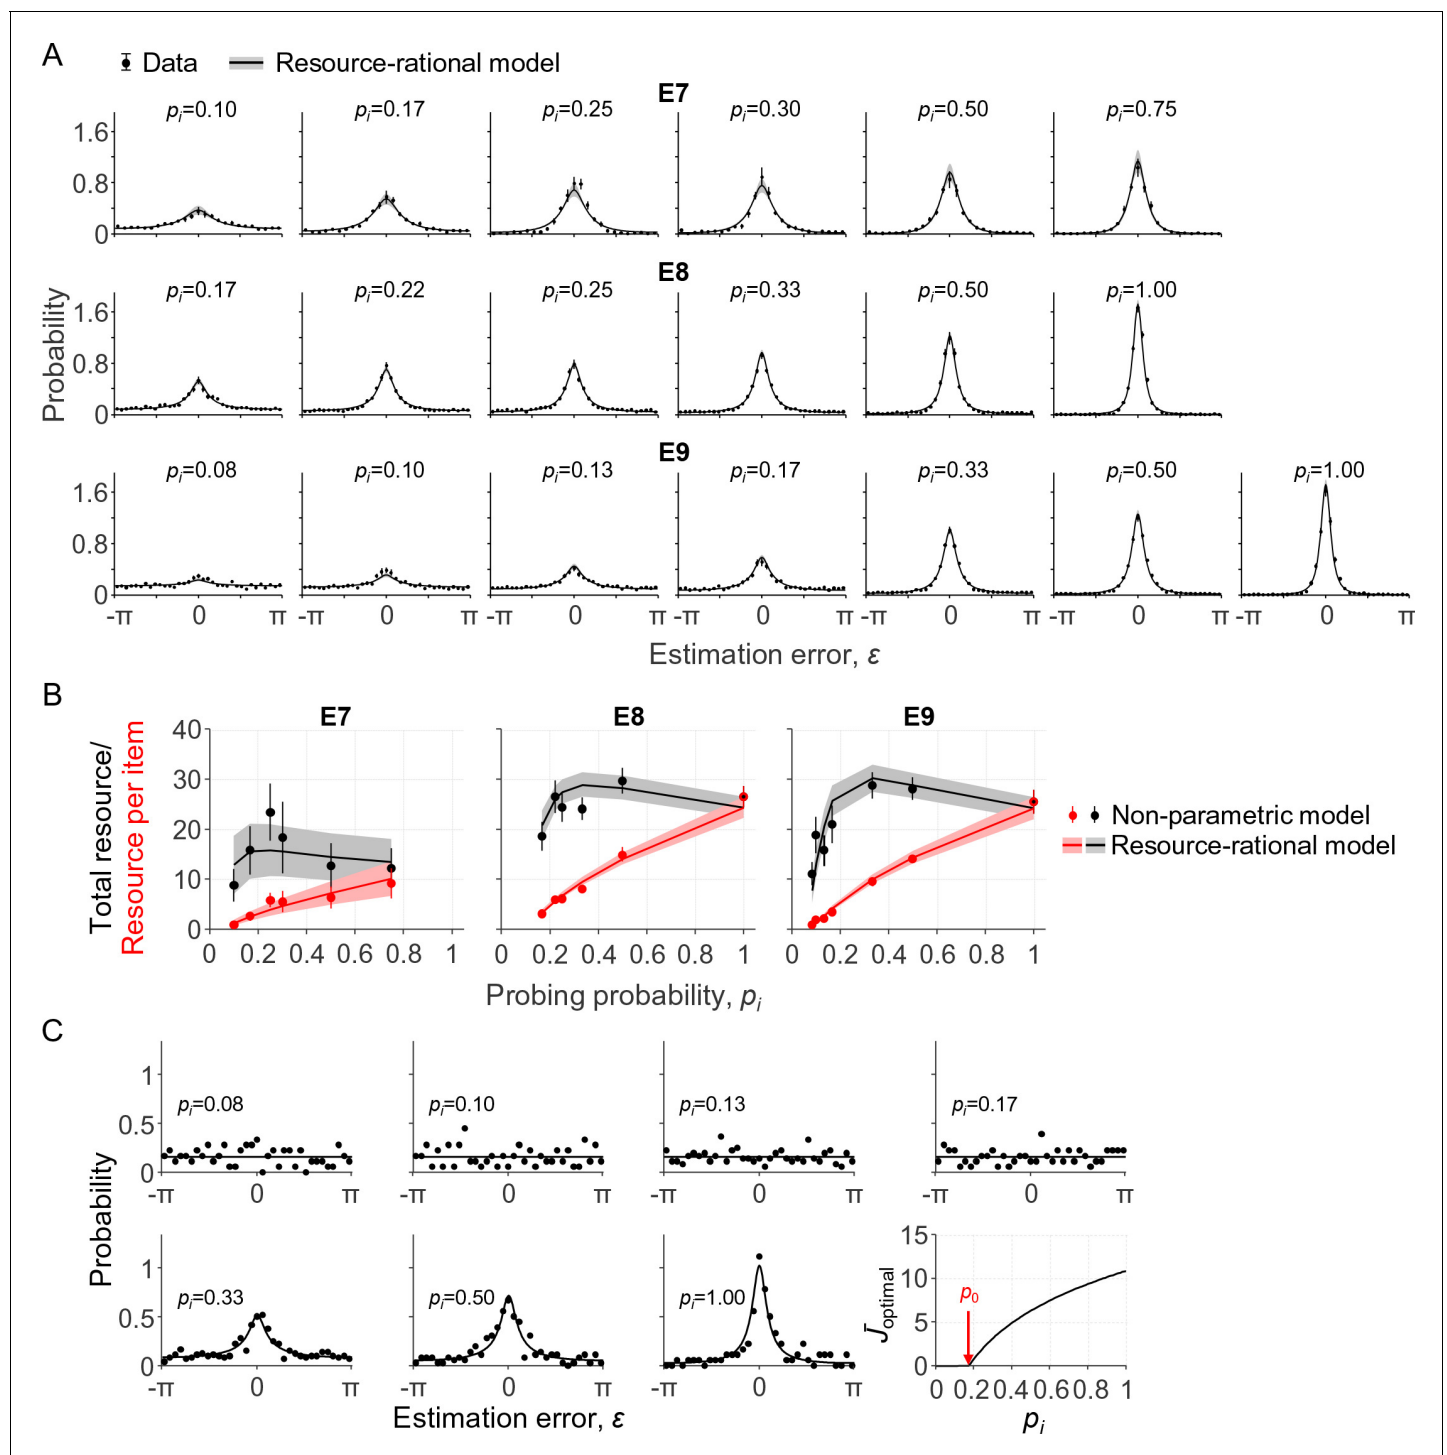 A
Data
Resource-rational model
E7
pi=0.10 pi=0.17 pi=0.25 pi=0.30 pi=0.50 pi=0.75
1.6
0.8
0
E8
pi=0.17 pi=0.22 pi=0.25 pi=0.33 pi=0.50 pi=1.00
Probability
1.6
0.8
0
E9
pi=0.08 pi=0.10 pi=0.13 pi=0.17 pi=0.33 pi=0.50 pi=1.00
1.6
0.8
0
-π 0 π -π 0 π -π 0 π -π 0 π -π 0 π -π 0 π -π 0 π
Estimation error, ε
B
E7 E8 E9
Total resource/
Resource per item
40
30
20
10
0
0 0.2 0.4 0.6 0.8 1 0 0.2 0.4 0.6 0.8 1 0 0.2 0.4 0.6 0.8 1
Probing probability, pi
Non-parametric model
Resource-rational model
C
Probability
1
0.5
0
pi=0.08 pi=0.10 pi=0.13 pi=0.17
-π 0 π -π 0 π -π 0 π -π 0 π
1
0.5
0
pi=0.33 pi=0.50 pi=1.00
-π 0 π -π 0 π -π 0 π
Estimation error, ε
J̄optimal
15
10
5
0
p0
0 0.2 0.4 0.6 0.8 1
pi